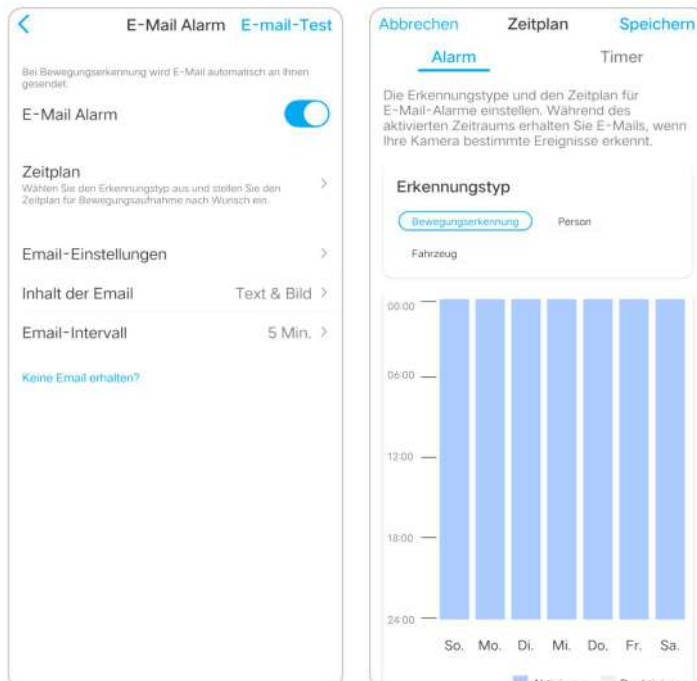 E-Mail Alarm E-mail-Test
Bei Bewegungserkennung wird E-Mail automatisch an Ihnen
gesendet.
E-Mail Alarm
Zeitplan
Wählen Sie den Erkennungstyp aus und stellen Sie den
Zeitplan für Bewegungsaufnahme nach Wunsch ein.
Email-Einstellungen
Inhalt der Email Text & Bild
Email-Intervall 5 Min.
Keine Email erhalten?
Abbrechen Zeitplan Speichern
Alarm Timer
Die Erkennungstype und den Zeitplan für
E-Mail-Alarme einstellen. Während des
aktivierten Zeitraums erhalten Sie E-Mails, wenn
Ihre Kamera bestimmte Ereignisse erkennt.
Erkennungstyp
Bewegungserkennung Person
Fahrzeug
00:00
06:00
12:00
18:00
24:00
So. Mo. Di. Mi. Do. Fr. Sa.